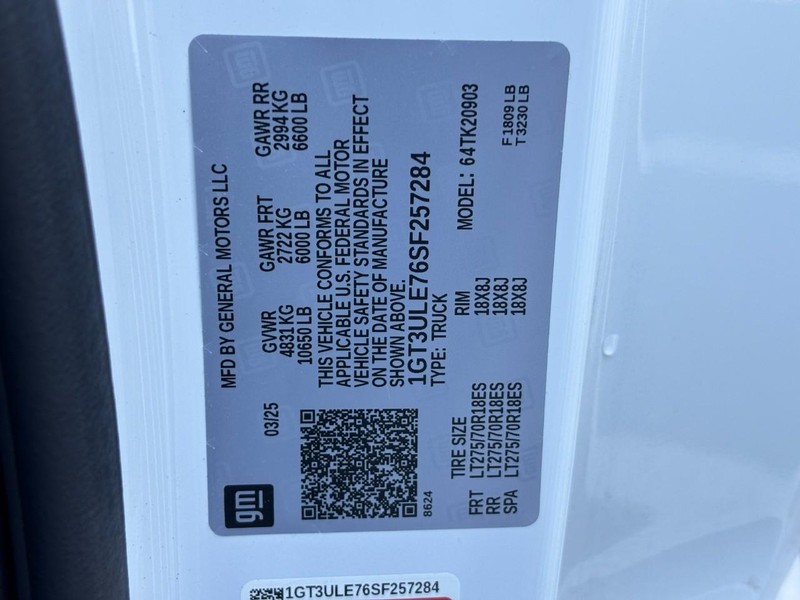 MFD BY GENERAL MOTORS LLC
gm
03/25
GVWR
4831 KG
10650 LB
GAWR FRT
2722 KG
6000 LB
GAWR RR
2994 KG
6600 LB
THIS VEHICLE CONFORMS TO ALL
APPLICABLE U.S. FEDERAL MOTOR
VEHICLE SAFETY STANDARDS IN EFFECT
ON THE DATE OF MANUFACTURE
SHOWN ABOVE.
1GT3ULE76SF257284
TYPE: TRUCK
MODEL: 64TK20903
8624
TIRE SIZE RIM
FRT LT275/70R18ES 18X8J
RR LT275/70R18ES 18X8J
SPA LT275/70R18ES 18X8J
F 1809 LB
T 3230 LB
1GT3ULE76SF257284